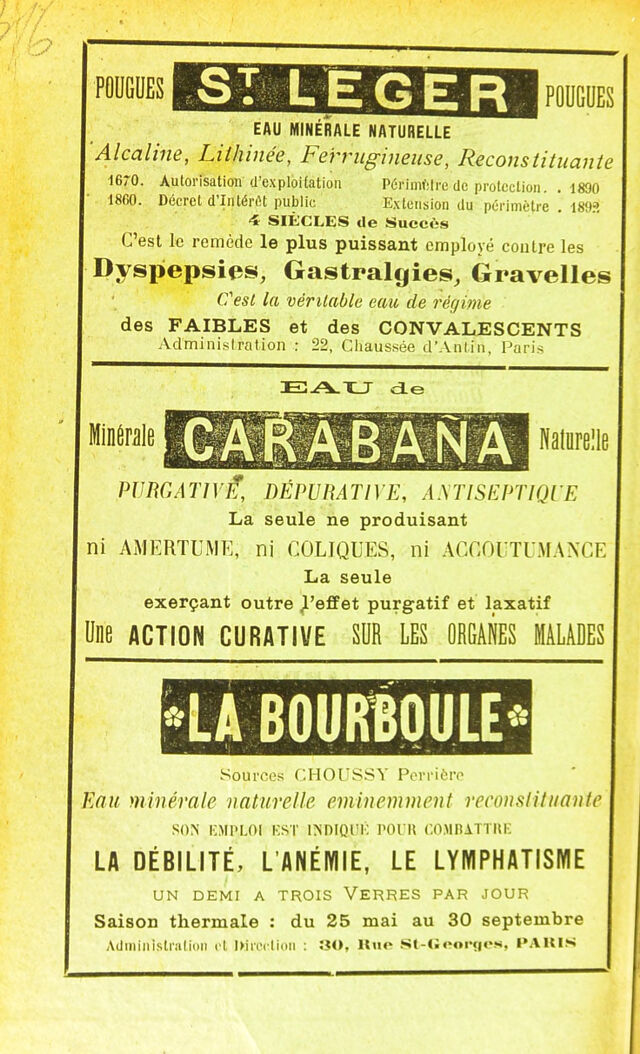 POUGUES ST. LEGER POUGUES
EAU MINÉRALE NATURELLE
Alcaline, Lithinée, Ferrugineuse, Reconstituante
1670. Autorisation d'exploitation Périmètre de protection. . 1890
1860. Décret d'Intérêt public Extension du périmètre . 1892
4 SIÈCLES de Succès
C'est le remède le plus puissant employé contre les
Dyspepsies, Gastralgies, Gravelles
C'est la véritable eau de régime
des FAIBLES et des CONVALESCENTS
Administration : 22, Chaussée d'Antin, Paris
EAU de
Minérale CARABAÑA Naturelle
PURGATIVE, DÉPURATIVE, ANTISEPTIQUE
La seule ne produisant
ni AMERTUME, ni COLIQUES, ni ACCOUTUMANCE
La seule
exerçant outre l'effet purgatif et laxatif
Une ACTION CURATIVE SUR LES ORGANES MALADES
LA BOURBOULE
Sources CHOUSSY Perrière
Eau minérale naturelle eminemment reconstituante
SON EMPLOI EST INDIQUÉ POUR COMBATTRE
LA DÉBILITÉ, L'ANÉMIE, LE LYMPHATISME
UN DEMI A TROIS VERRES PAR JOUR
Saison thermale : du 25 mai au 30 septembre
Administration et Direction : 30, Rue St-Georges, PARIS